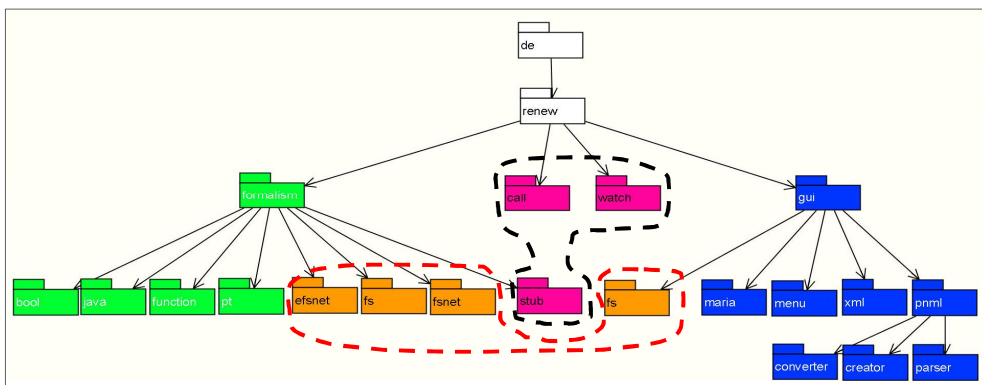 de
renew
formalism
call
watch
gui
bool
java
function
pt
efsnet
fs
fsnet
stub
fs
maria
menu
xml
pnml
converter
creator
parser